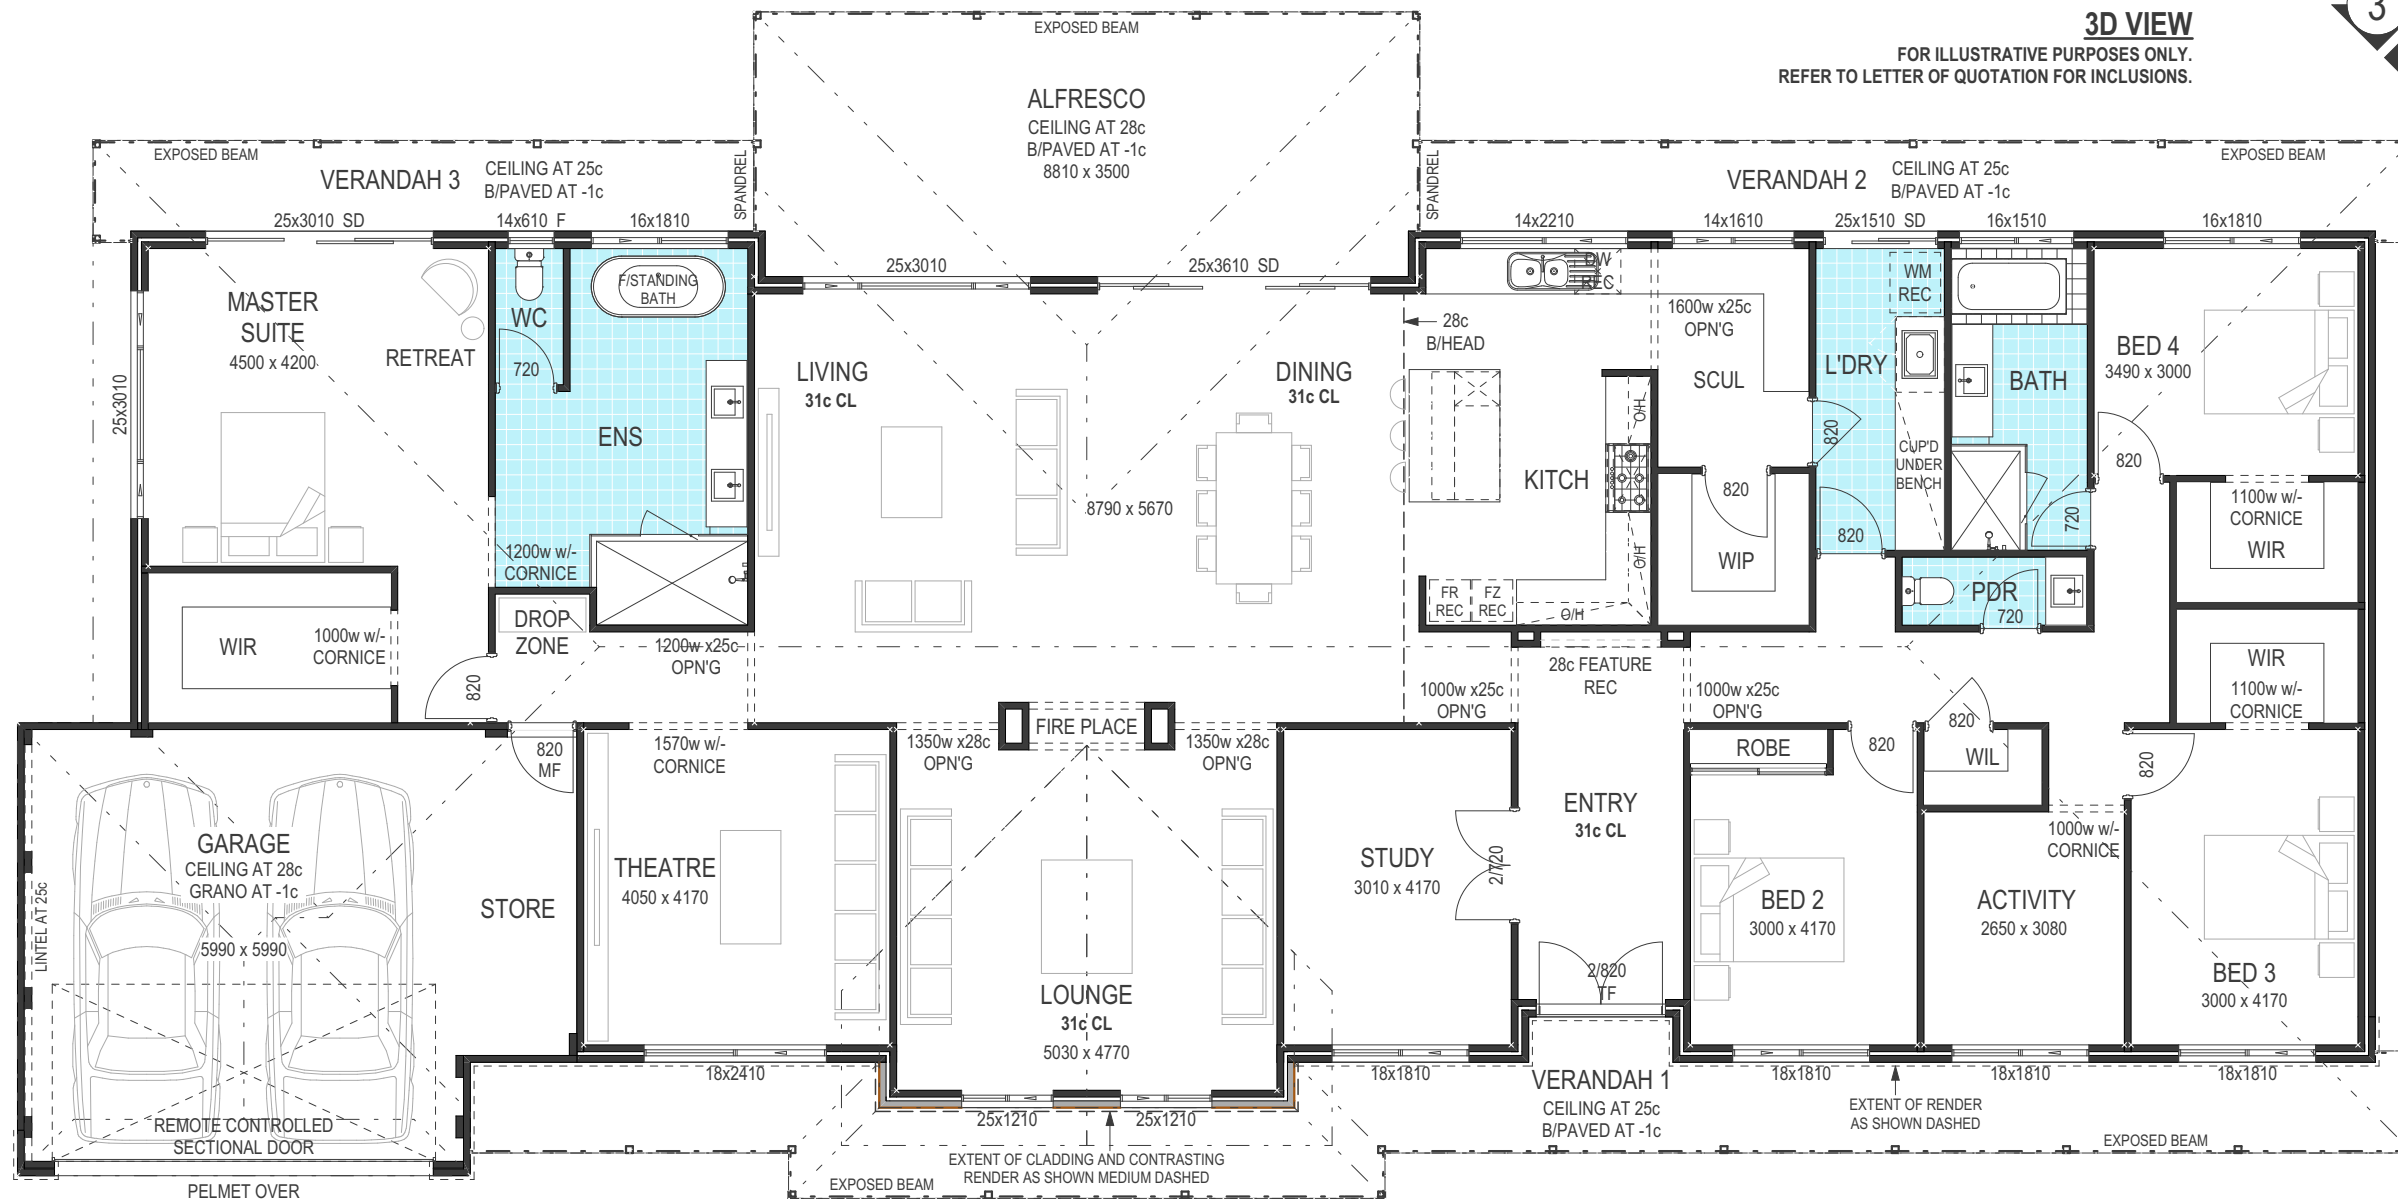 3
3D VIEW
FOR ILLUSTRATIVE PURPOSES ONLY.
REFER TO LETTER OF QUOTATION FOR INCLUSIONS.
EXPOSED BEAM
ALFRESCO
CEILING AT 28c
B/PAVED AT -1c
8810 x 3500
EXPOSED BEAM
VERANDAH 3
CEILING AT 25c
B/PAVED AT -1c
SPANDREL
SPANDREL
VERANDAH 2
CEILING AT 25c
B/PAVED AT -1c
EXPOSED BEAM
25x3010 SD
14x610 F
16x1810
25x3010
25x3610 SD
14x2210
14x1610
25x1510 SD
16x1510
16x1810
MASTER
SUITE
4500 x 4200
RETREAT
25x3010
WC
720
F/STANDING
BATH
ENS
1200w w/-
CORNICE
LIVING
31c CL
DINING
31c CL
8790 x 5670
28c
B/HEAD
DW
REC
KITCH
O/H
O/H
O/H
FR
REC
FZ
REC
1600w x25c
OPN'G
SCUL
820
WIP
L'DRY
WM
REC
820
CUP'D
UNDER
BENCH
820
BATH
720
BED 4
3490 x 3000
820
1100w w/-
CORNICE
WIR
PDR
720
WIR
1100w w/-
CORNICE
WIR
1000w w/-
CORNICE
820
DROP
ZONE
1200w x25c
OPN'G
28c FEATURE
REC
1000w x25c
OPN'G
1000w x25c
OPN'G
820
MF
1570w w/-
CORNICE
1350w x28c
OPN'G
FIRE PLACE
1350w x28c
OPN'G
ROBE
820
820
WIL
820
GARAGE
CEILING AT 28c
GRANO AT -1c
5990 x 5990
LINTEL AT 25c
STORE
THEATRE
4050 x 4170
LOUNGE
31c CL
5030 x 4770
STUDY
3010 x 4170
2/720
ENTRY
31c CL
2/820
TF
BED 2
3000 x 4170
1000w w/-
CORNICE
ACTIVITY
2650 x 3080
BED 3
3000 x 4170
18x2410
25x1210
25x1210
18x1810
18x1810
18x1810
18x1810
VERANDAH 1
CEILING AT 25c
B/PAVED AT -1c
EXTENT OF RENDER
AS SHOWN DASHED
EXPOSED BEAM
REMOTE CONTROLLED
SECTIONAL DOOR
PELMET OVER
EXTENT OF CLADDING AND CONTRASTING
RENDER AS SHOWN MEDIUM DASHED
EXPOSED BEAM